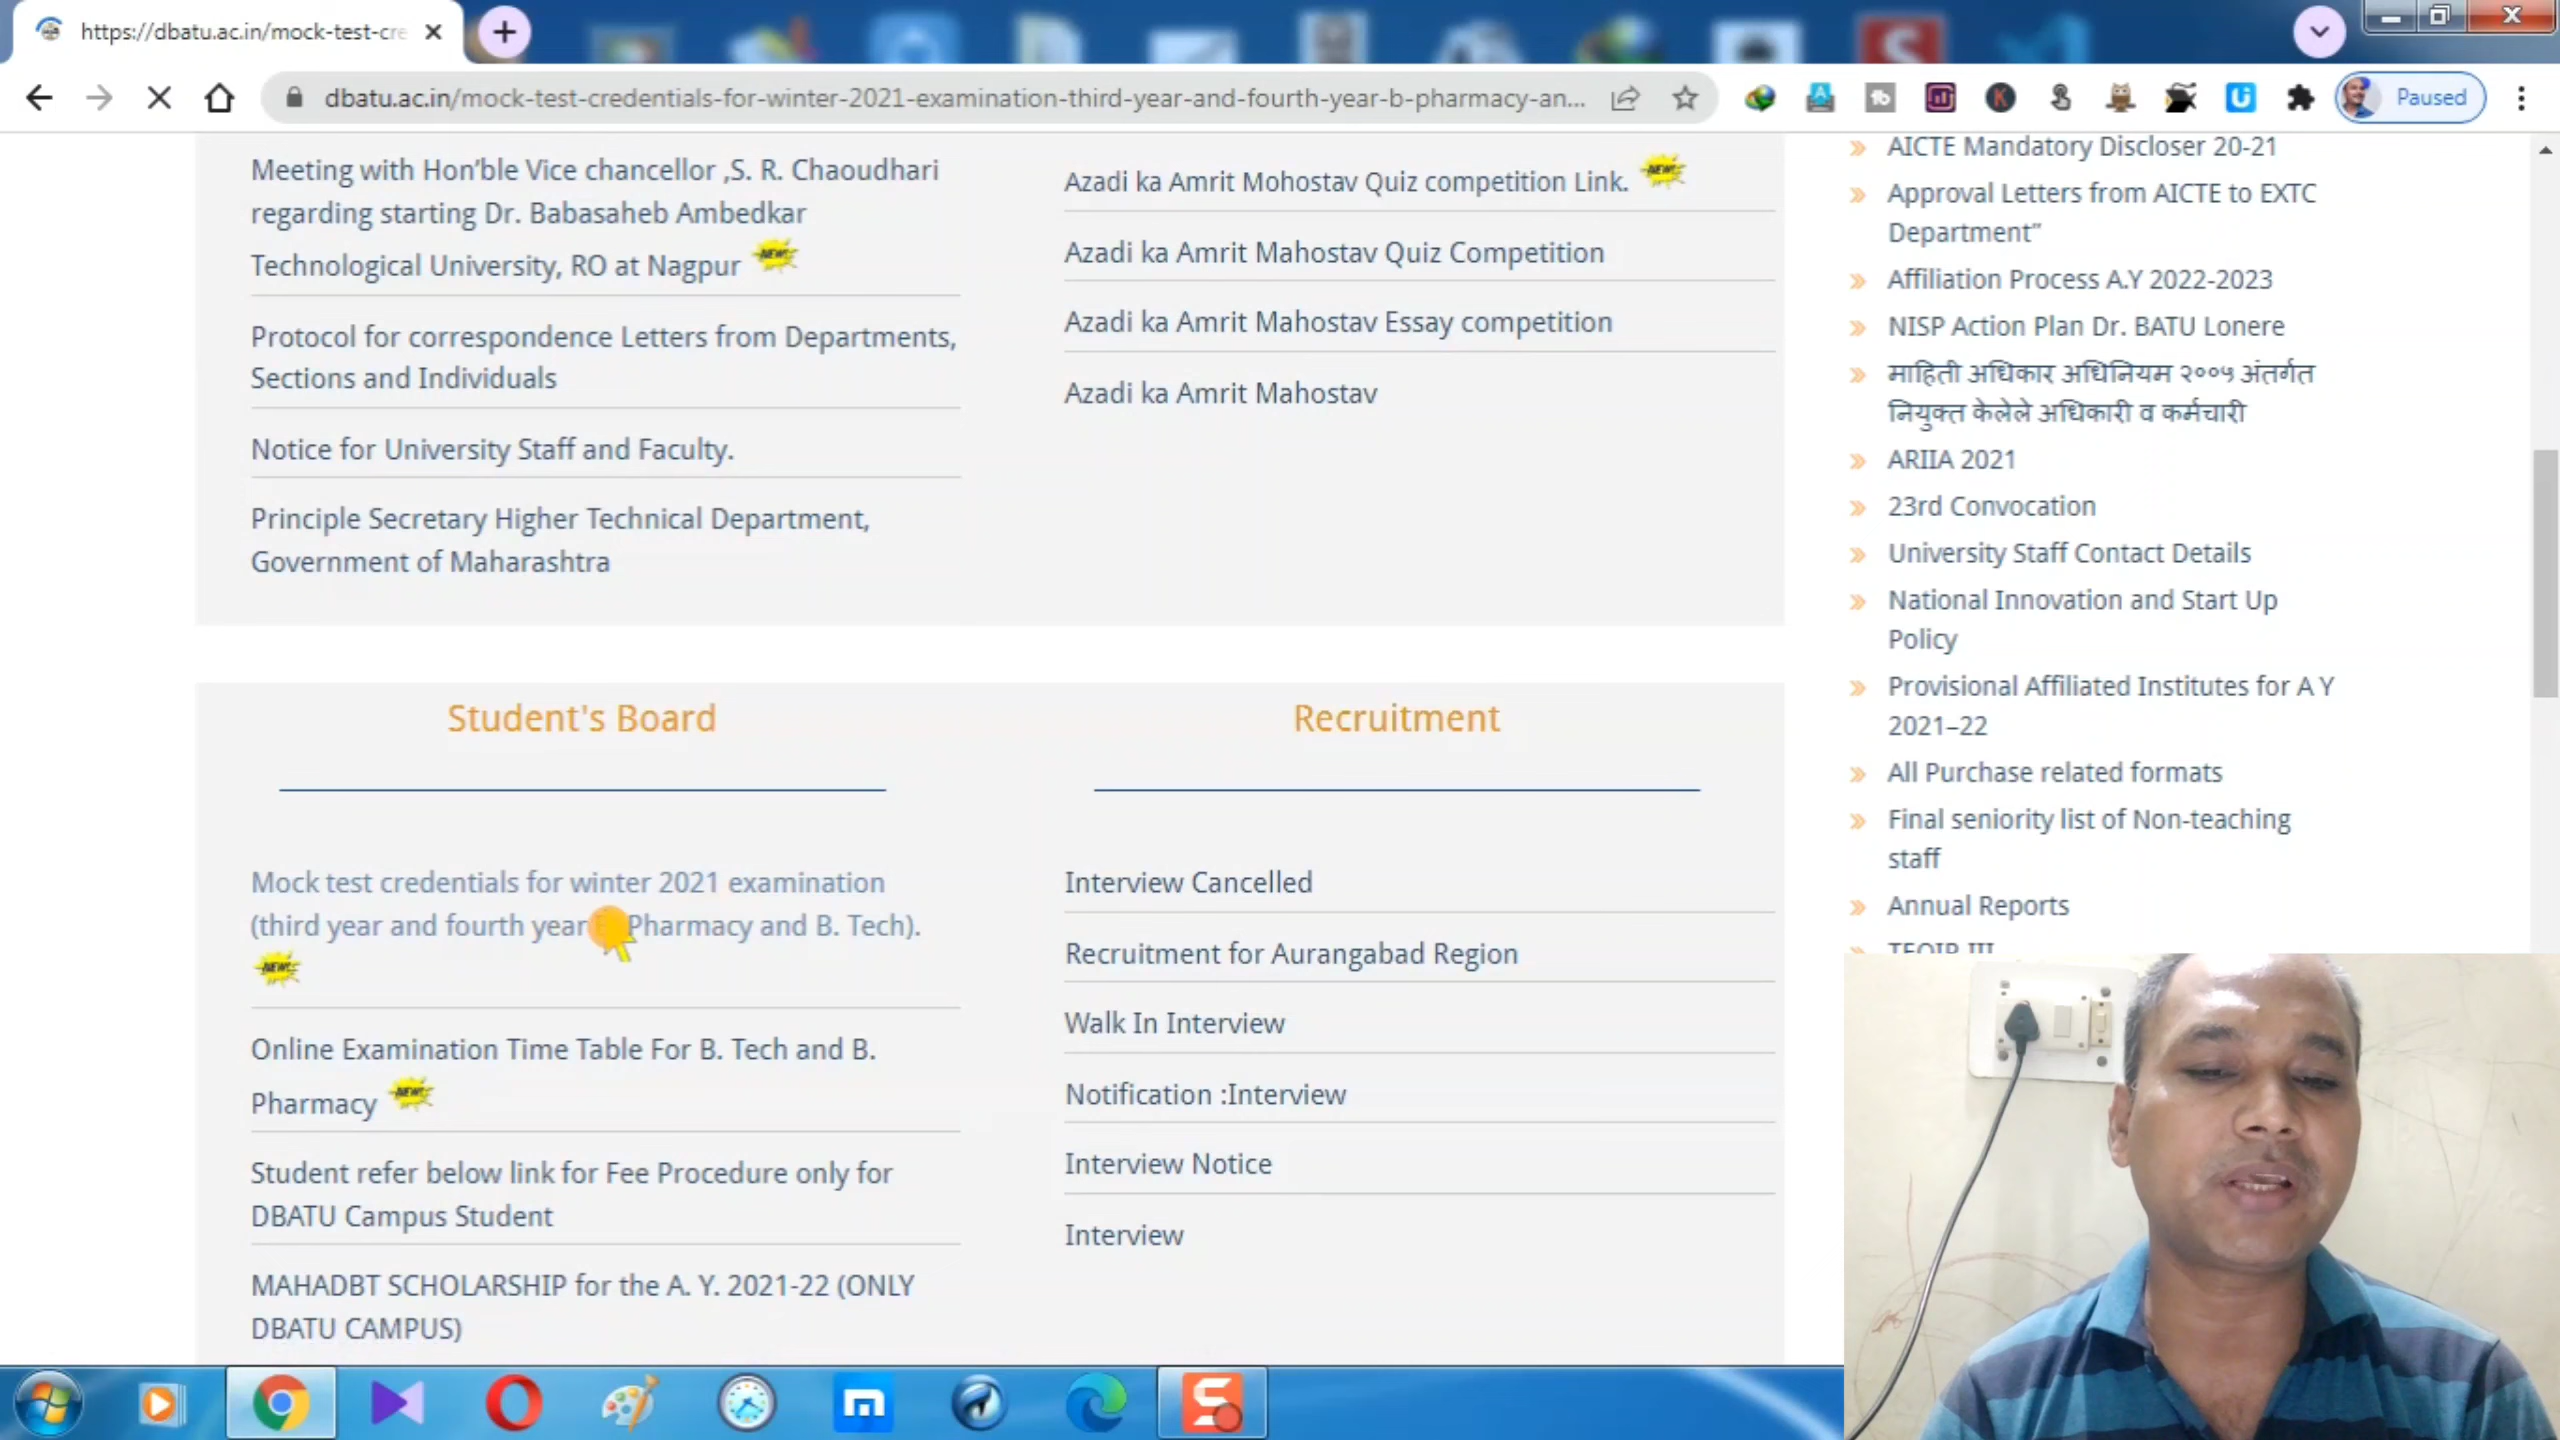 https://dbatu.ac.in/mock-test-cre
dbatu.ac.in/mock-test-credentials-for-winter-2021-examination-third-year-and-fourth-year-b-pharmacy-an...
Paused
Meeting with Hon'ble Vice chancellor ,S. R. Chaoudhari
regarding starting Dr. Babasaheb Ambedkar
Technological University, RO at Nagpur NEW!
Protocol for correspondence Letters from Departments,
Sections and Individuals
Notice for University Staff and Faculty.
Principle Secretary Higher Technical Department,
Government of Maharashtra
Azadi ka Amrit Mohostav Quiz competition Link. NEW!
Azadi ka Amrit Mahostav Quiz Competition
Azadi ka Amrit Mahostav Essay competition
Azadi ka Amrit Mahostav
Student's Board
Mock test credentials for winter 2021 examination
(third year and fourth year Pharmacy and B. Tech).
NEW!
Online Examination Time Table For B. Tech and B.
Pharmacy NEW!
Student refer below link for Fee Procedure only for
DBATU Campus Student
MAHADBT SCHOLARSHIP for the A. Y. 2021-22 (ONLY
DBATU CAMPUS)
Recruitment
Interview Cancelled
Recruitment for Aurangabad Region
Walk In Interview
Notification :Interview
Interview Notice
Interview
AICTE Mandatory Discloser 20-21
Approval Letters from AICTE to EXTC
Department”
Affiliation Process A.Y 2022-2023
NISP Action Plan Dr. BATU Lonere
माहिती अधिकार अधिनियम २००५ अंतर्गत
नियुक्त केलेले अधिकारी व कर्मचारी
ARIIA 2021
23rd Convocation
University Staff Contact Details
National Innovation and Start Up
Policy
Provisional Affiliated Institutes for A Y
2021–22
All Purchase related formats
Final seniority list of Non-teaching
staff
Annual Reports